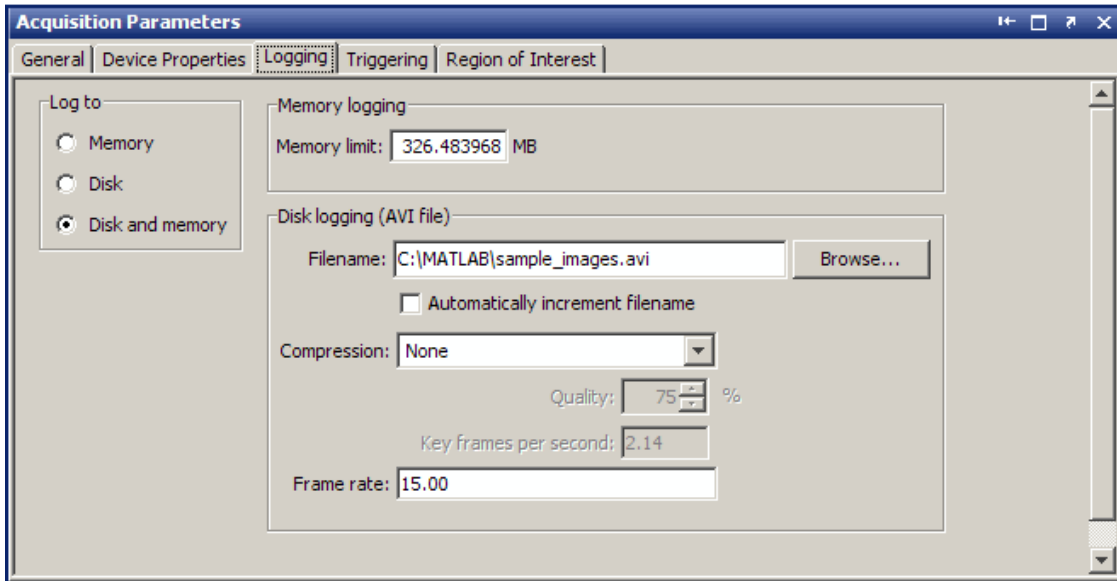 Acquisition Parameters
General Device Properties Logging Triggering Region of Interest
Log to
Memory
Disk
Disk and memory
Memory logging
Memory limit: 326.483968 MB
Disk logging (AVI file)
Filename: C:\MATLAB\sample_images.avi Browse...
Automatically increment filename
Compression: None
Quality: 75 %
Key frames per second: 2.14
Frame rate: 15.00